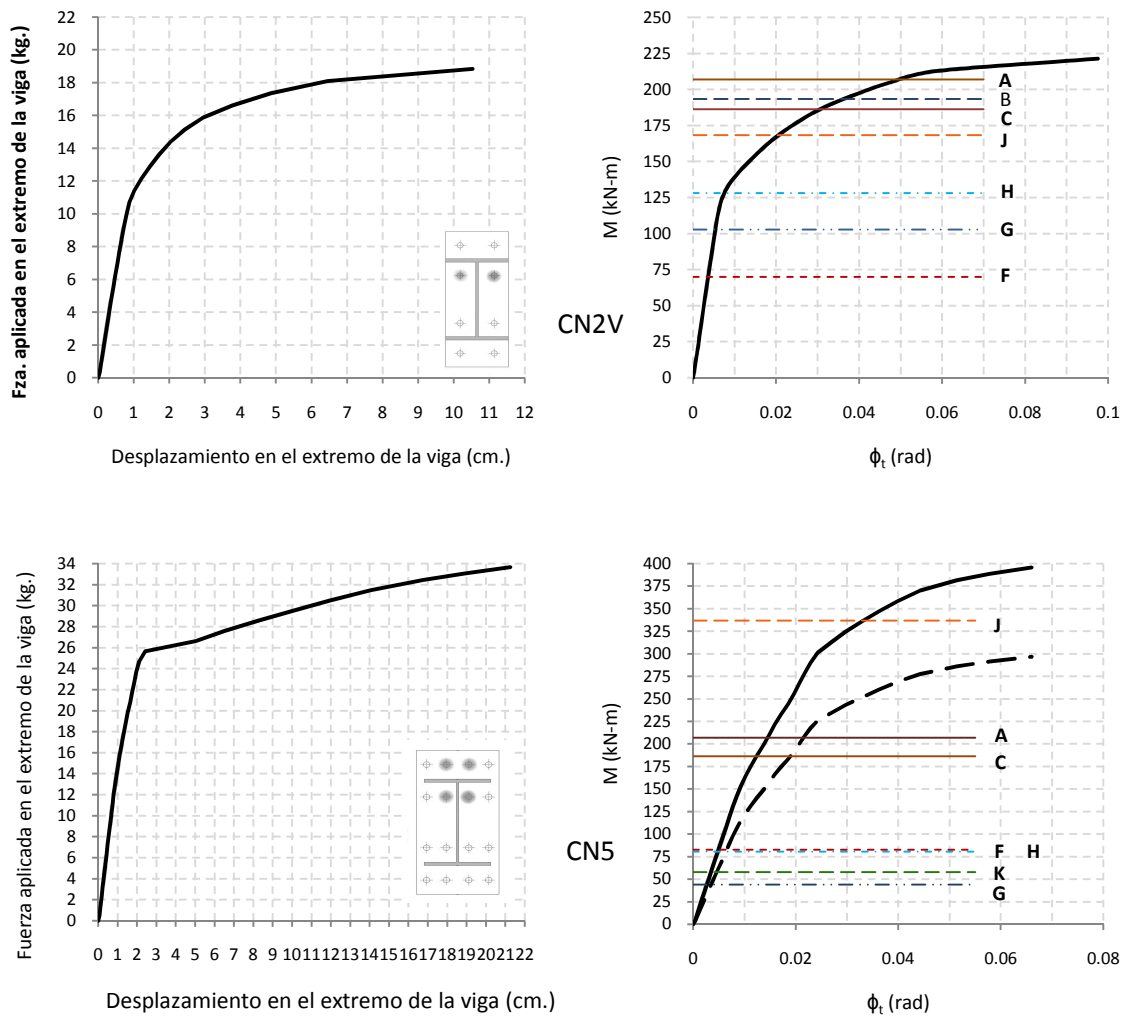 Fza. aplicada en el extremo de la viga (kg.)
22
20
18
16
14
12
10
8
6
4
2
0
0 1 2 3 4 5 6 7 8 9 10 11 12
Desplazamiento en el extremo de la viga (cm.)
CN2V
M (kN-m)
250
225
200
175
150
125
100
75
50
25
0
A
B
C
J
H
G
F
0 0.02 0.04 0.06 0.08 0.1
ϕt (rad)
Fuerza aplicada en el extremo de la viga (kg.)
34
32
30
28
26
24
22
20
18
16
14
12
10
8
6
4
2
0
0 1 2 3 4 5 6 7 8 9 10 11 12 13 14 15 16 17 18 19 20 21 22
Desplazamiento en el extremo de la viga (cm.)
CN5
M (kN-m)
400
375
350
325
300
275
250
225
200
175
150
125
100
75
50
25
0
J
A
C
F H
K
G
0 0.02 0.04 0.06 0.08
ϕt (rad)